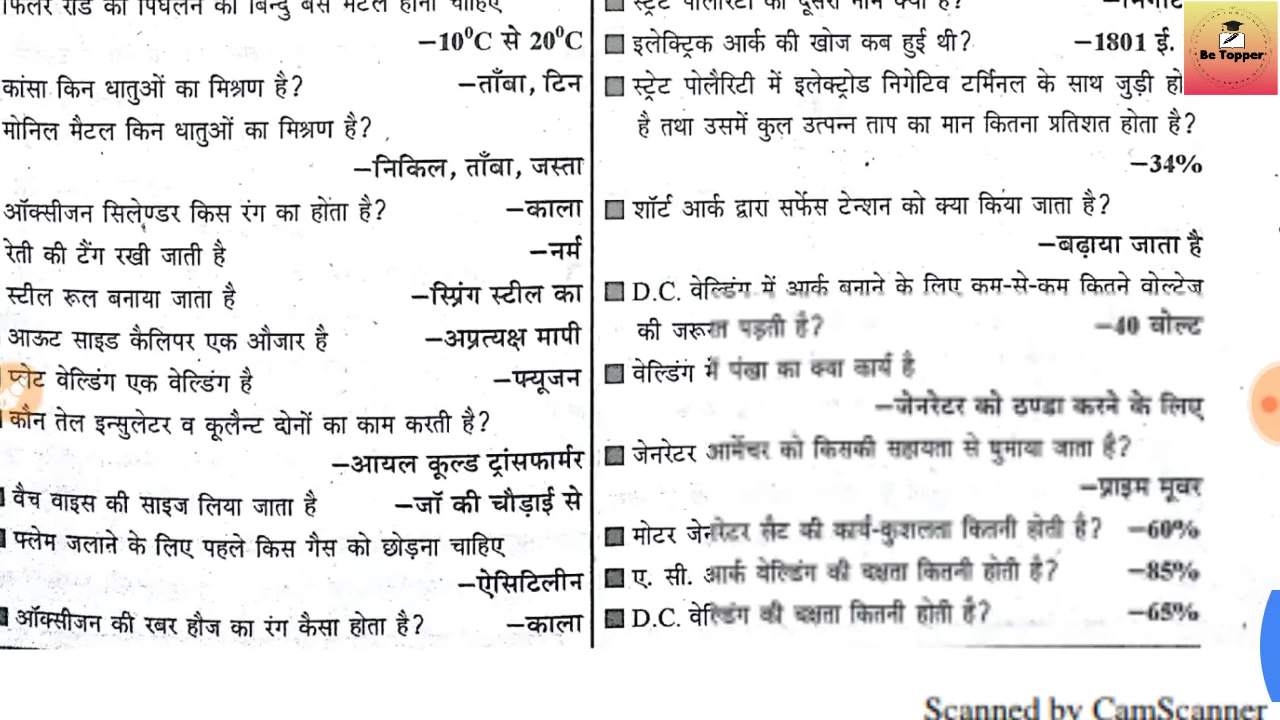 फिलर रॉड का पिघलने का बिन्दु बेस मैटल होना चाहिए
–10⁰C से 20⁰C
कांसा किन धातुओं का मिश्रण है? –ताँबा, टिन
मोनिल मैटल किन धातुओं का मिश्रण है?
–निकिल, ताँबा, जस्ता
ऑक्सीजन सिलेण्डर किस रंग का होता है? –काला
रेती की टैंग रखी जाती है –नर्म
स्टील रूल बनाया जाता है –स्प्रिंग स्टील का
आऊट साइड कैलिपर एक औजार है –अप्रत्यक्ष मापी
प्लेट वेल्डिंग एक वेल्डिंग है –फ्यूजन
कौन तेल इन्सुलेटर व कूलैन्ट दोनों का काम करती है?
–आयल कूल्ड ट्रांसफार्मर
वैच वाइस की साइज लिया जाता है –जॉ की चौड़ाई से
फ्लेम जलाने के लिए पहले किस गैस को छोड़ना चाहिए
–ऐसिटिलीन
ऑक्सीजन की रबर हौज का रंग कैसा होता है? –काला
स्ट्रेट पोलारिटी का दूसरा नाम क्या है?
इलेक्ट्रिक आर्क की खोज कब हुई थी? –1801 ई.
स्ट्रेट पोलैरिटी में इलेक्ट्रोड निगेटिव टर्मिनल के साथ जुड़ी हो
है तथा उसमें कुल उत्पन्न ताप का मान कितना प्रतिशत होता है?
–34%
शॉर्ट आर्क द्वारा सर्फेस टेन्शन को क्या किया जाता है?
–बढ़ाया जाता है
D.C. वेल्डिंग में आर्क बनाने के लिए कम-से-कम कितने वोल्टेज
की जरूरत पड़ती है? –40 वोल्ट
वेल्डिंग में पंखा का क्या कार्य है
–जेनरेटर को ठण्डा करने के लिए
जेनरेटर आर्मेचर को किसकी सहायता से घुमाया जाता है?
–प्राइम मूवर
मोटर जेनरेटर सैट की कार्य-कुशलता कितनी होती है? –60%
ए. सी. आर्क वेल्डिंग की दक्षता कितनी होती है? –85%
D.C. वेल्डिंग की दक्षता कितनी होती है? –65%
Be Topper
Scanned by CamScanner